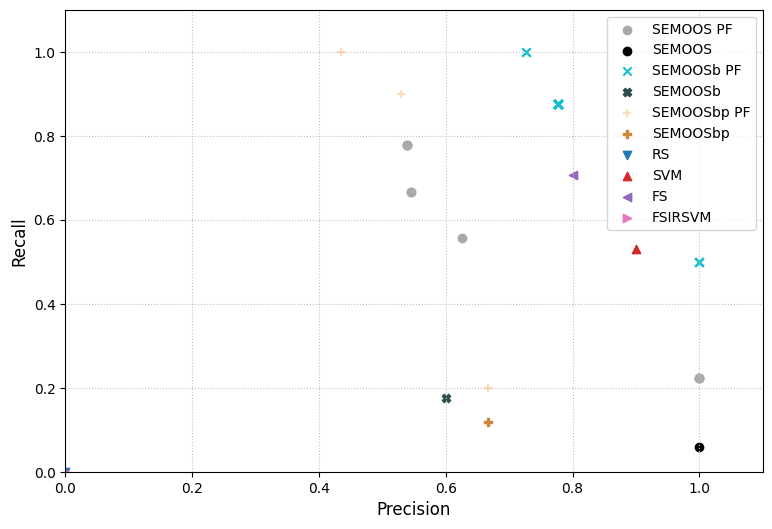 1.0
0.8
0.6
0.4
0.2
0.0
Recall
0.0 0.2 0.4 0.6 0.8 1.0
Precision
SEMOOS PF
SEMOOS
SEMOOSb PF
SEMOOSb
SEMOOSbp PF
SEMOOSbp
RS
SVM
FS
FSIRSVM